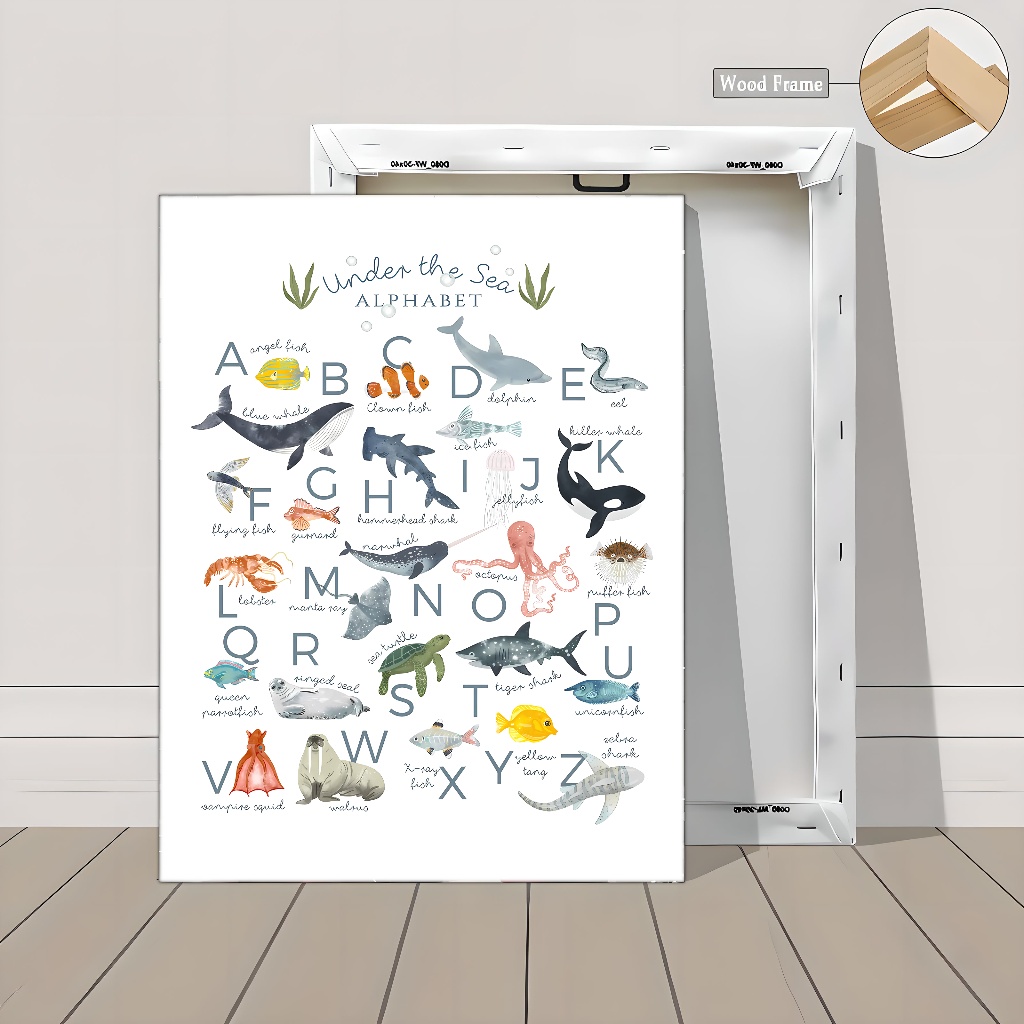 Wood Frame
Under the Sea
ALPHABET
A
angel fish
B
C
clown fish
D
dolphin
E
eel
blue whale
ice fish
killer whale
K
flying fish
F
G
gurnard
H
hammerhead shark
I
J
jellyfish
narwhal
octopus
puffer fish
L
lobster
M
manta ray
N
O
P
Q
queen
parrotfish
R
ringed seal
sea turtle
S
T
tiger shark
U
unicornfish
V
vampire squid
W
walrus
X-ray
fish
X
Y
yellow
tang
Z
zebra
shark